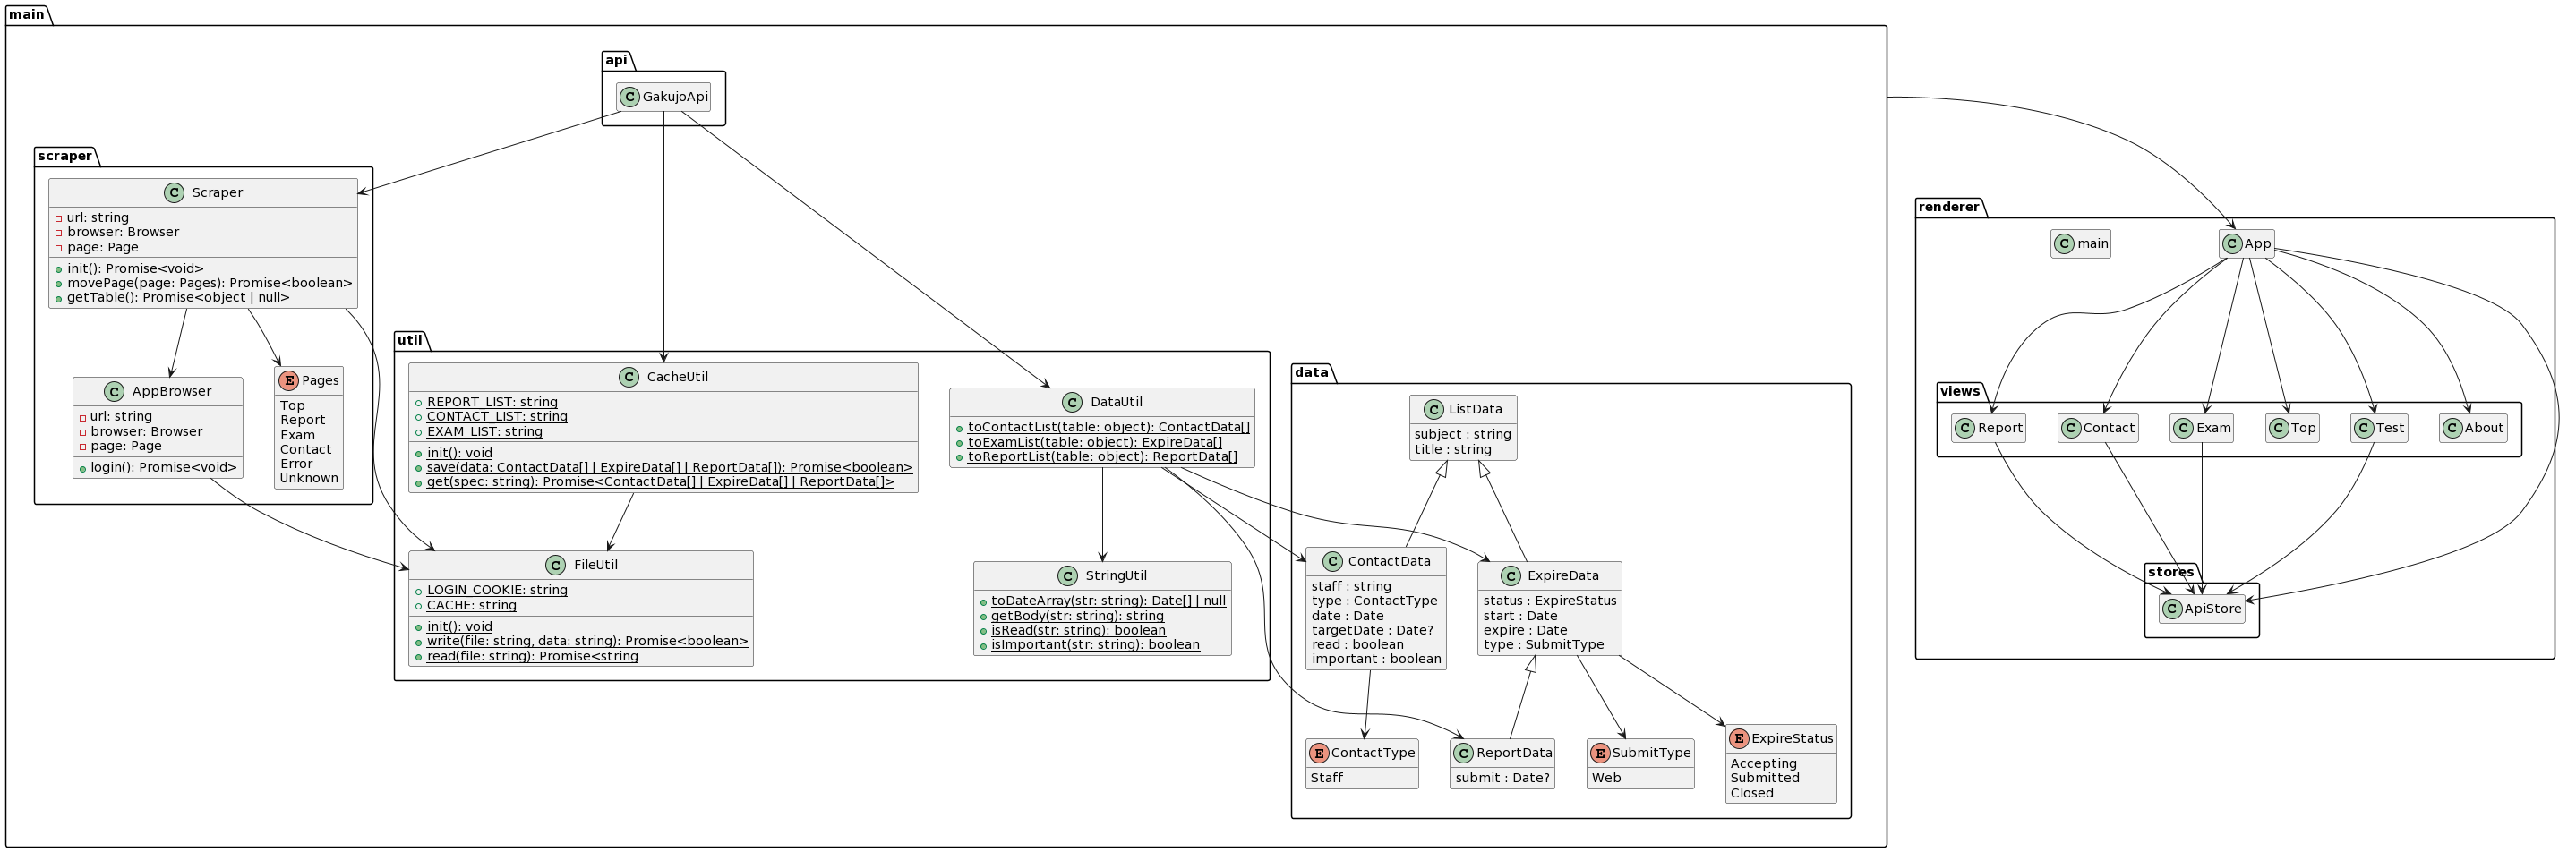 main
api
C GakujoApi
scraper
C Scraper
url: string
browser: Browser
page: Page
init(): Promise<void>
movePage(page: Pages): Promise<boolean>
getTable(): Promise<object | null>
C AppBrowser
url: string
browser: Browser
page: Page
login(): Promise<void>
E Pages
Top
Report
Exam
Contact
Error
Unknown
util
C CacheUtil
REPORT_LIST: string
CONTACT_LIST: string
EXAM_LIST: string
init(): void
save(data: ContactData[] | ExpireData[] | ReportData[]): Promise<boolean>
get(spec: string): Promise<ContactData[] | ExpireData[] | ReportData[]>
C DataUtil
toContactList(table: object): ContactData[]
toExamList(table: object): ExpireData[]
toReportList(table: object): ReportData[]
C FileUtil
LOGIN_COOKIE: string
CACHE: string
init(): void
write(file: string, data: string): Promise<boolean>
read(file: string): Promise<string
C StringUtil
toDateArray(str: string): Date[] | null
getBody(str: string): string
isRead(str: string): boolean
isImportant(str: string): boolean
data
C ListData
subject : string
title : string
C ContactData
staff : string
type : ContactType
date : Date
targetDate : Date?
read : boolean
important : boolean
C ExpireData
status : ExpireStatus
start : Date
expire : Date
type : SubmitType
E ContactType
Staff
C ReportData
submit : Date?
E SubmitType
Web
E ExpireStatus
Accepting
Submitted
Closed
renderer
C main
C App
views
C Report
C Contact
C Exam
C Top
C Test
C About
stores
C ApiStore